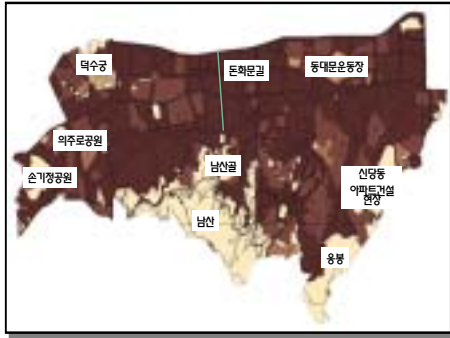 덕수궁
돈화문길
동대문운동장
의주로공원
손기정공원
남산골
신당동
아파트건설
현장
남산
응봉